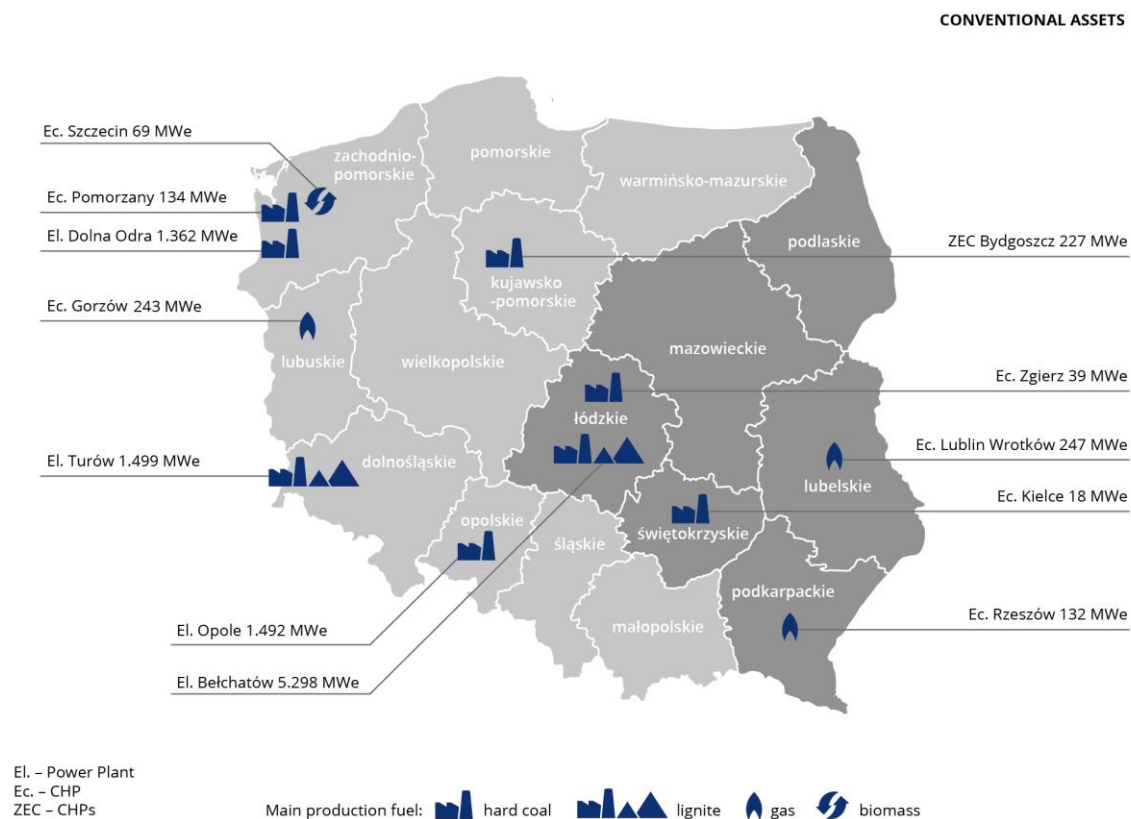 CONVENTIONAL ASSETS
Ec. Szczecin 69 MWe
Ec. Pomorzany 134 MWe
El. Dolna Odra 1.362 MWe
Ec. Gorzów 243 MWe
El. Turów 1.499 MWe
El. Opole 1.492 MWe
El. Bełchatów 5.298 MWe
zachodnio-
pomorskie
pomorskie
warmińsko-mazurskie
podlaskie
kujawsko
-pomorskie
mazowieckie
lubuskie
wielkopolskie
łódzkie
dolnośląskie
lubelskie
opolskie
śląskie
świętokrzyskie
podkarpackie
małopolskie
ZEC Bydgoszcz 227 MWe
Ec. Zgierz 39 MWe
Ec. Lublin Wrotków 247 MWe
Ec. Kielce 18 MWe
Ec. Rzeszów 132 MWe
El. – Power Plant
Ec. – CHP
ZEC – CHPs
Main production fuel: hard coal lignite gas biomass